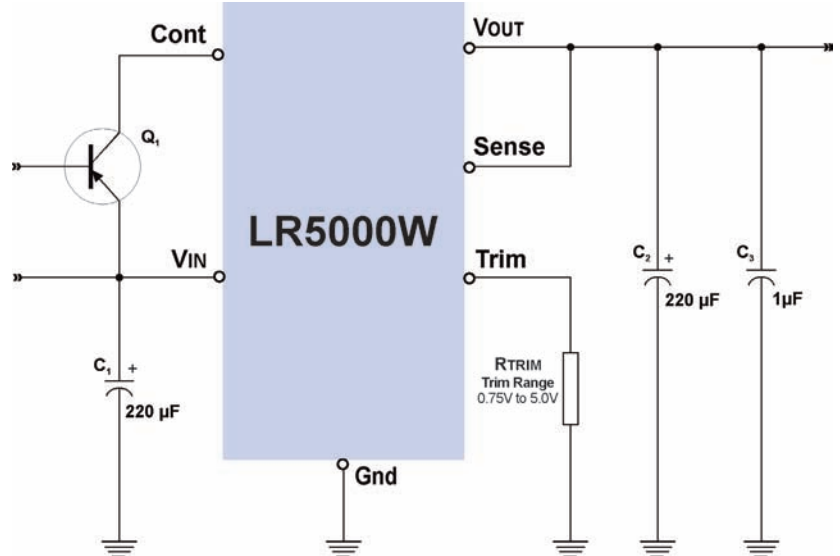 Cont
VOUT
Q1
Sense
LR5000W
VIN
Trim
C2 +
C3
220 µF
1µF
RTRIM
Trim Range
0.75V to 5.0V
C1 +
220 µF
Gnd